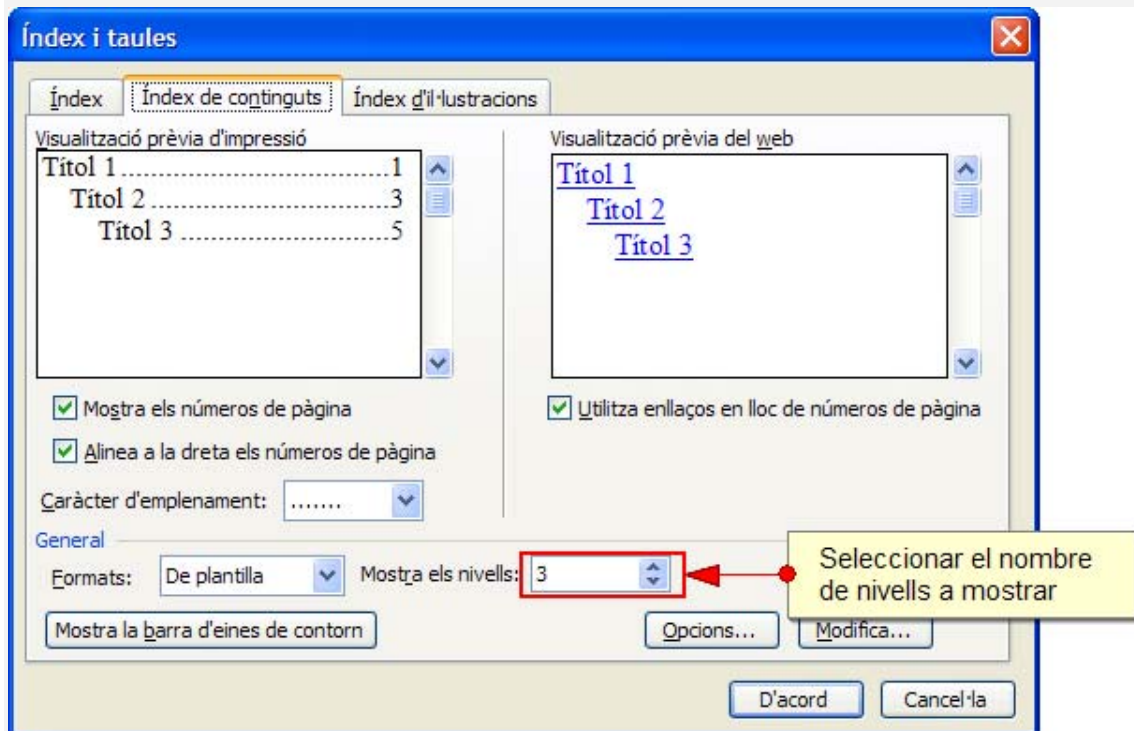 Índex i taules
Índex
Índex de continguts
Índex d'il·lustracions
Visualització prèvia d'impressió
Títol 1.......................................1
Títol 2..................................3
Títol 3..............................5
Visualització prèvia del web
Títol 1
Títol 2
Títol 3
Mostra els números de pàgina
Alinea a la dreta els números de pàgina
Utilitza enllaços en lloc de números de pàgina
Caràcter d'emplenament: .......
General
Formats: De plantilla Mostra els nivells: 3
Seleccionar el nombre
de nivells a mostrar
Mostra la barra d'eines de contorn
Opcions...
Modifica...
D'acord
Cancel·la